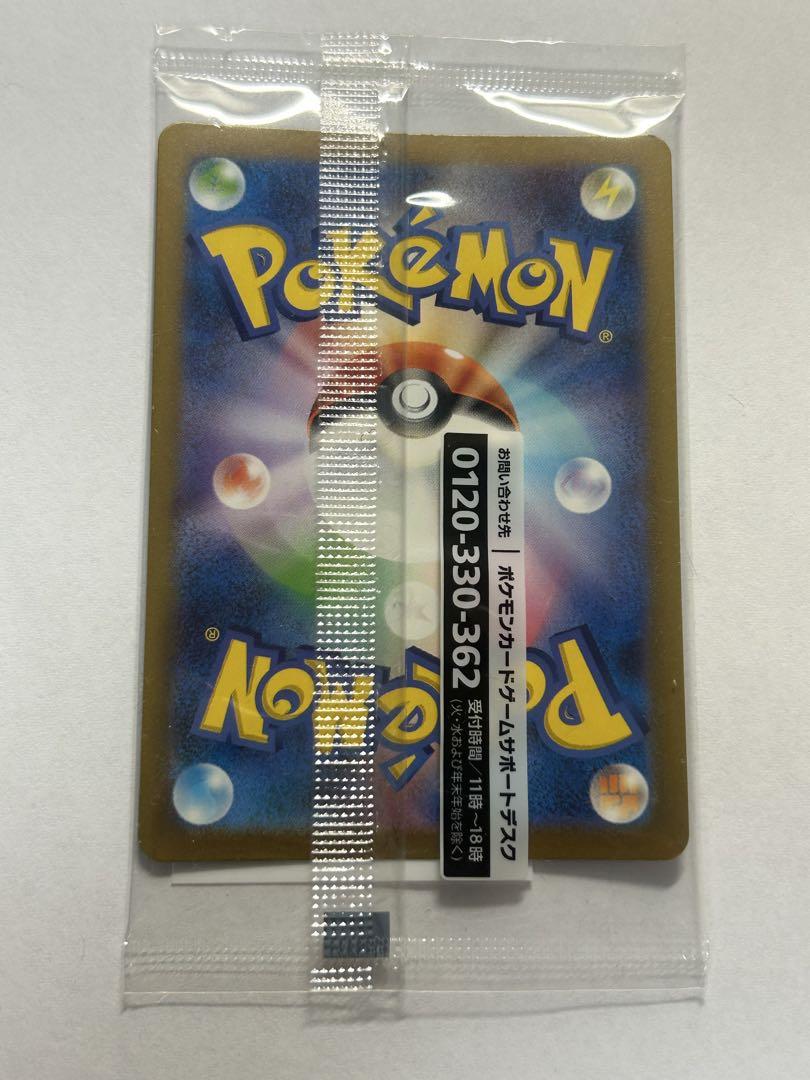 POKéMON
®
お問い合わせ先 | ポケモンカードゲームサポートデスク
0120-330-362 受付時間/11時〜18時
(火・水および年末年始を除く)
POKéMON
®